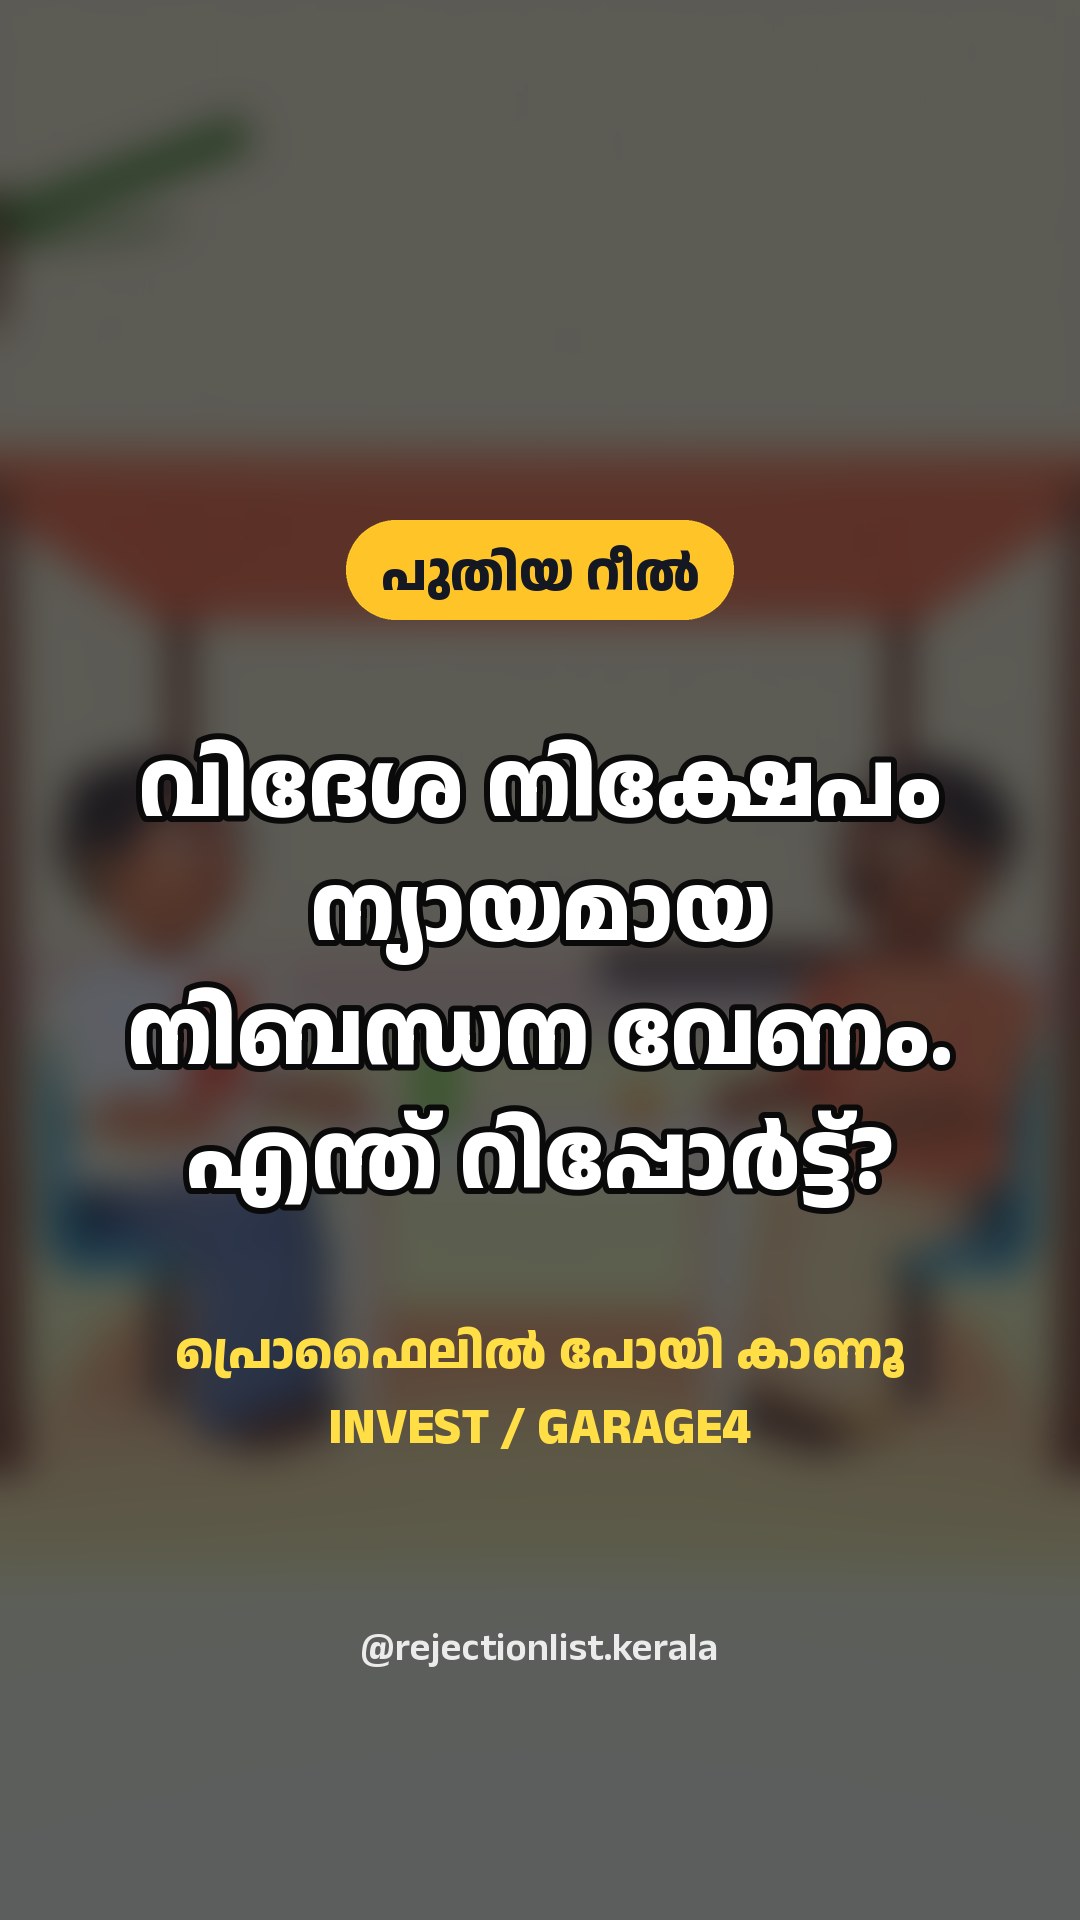 പുതിയ റീൽ
വിദേശ നിക്ഷേപം
ന്യായമായ
നിബന്ധന വേണം.
എന്ത് റിപ്പോർട്ട്?
പ്രൊഫൈലിൽ പോയി കാണൂ
INVEST / GARAGE4
@rejectionlist.kerala